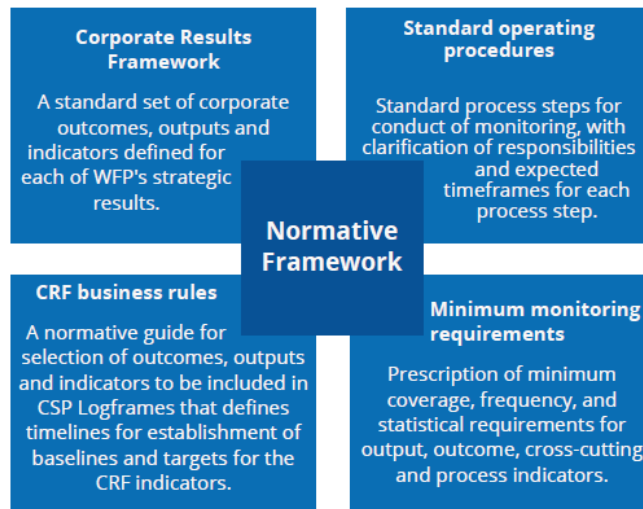 Corporate Results
Framework
A standard set of corporate
outcomes, outputs and
indicators defined for
each of WFP's strategic
results.
Standard operating
procedures
Standard process steps for
conduct of monitoring, with
clarification of responsibilities
and expected
timeframes for each
process step.
Normative
Framework
CRF business rules
A normative guide for
selection of outcomes, outputs
and indicators to be included in
CSP Logframes that defines
timelines for establishment of
baselines and targets for the
CRF indicators.
Minimum monitoring
requirements
Prescription of minimum
coverage, frequency, and
statistical requirements for
output, outcome, cross-cutting
and process indicators.